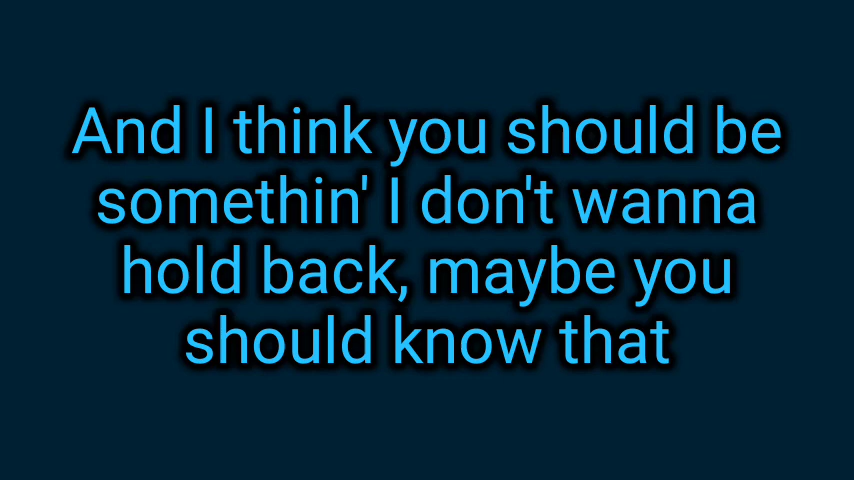 And I think you should be
somethin' I don't wanna
hold back, maybe you
should know that